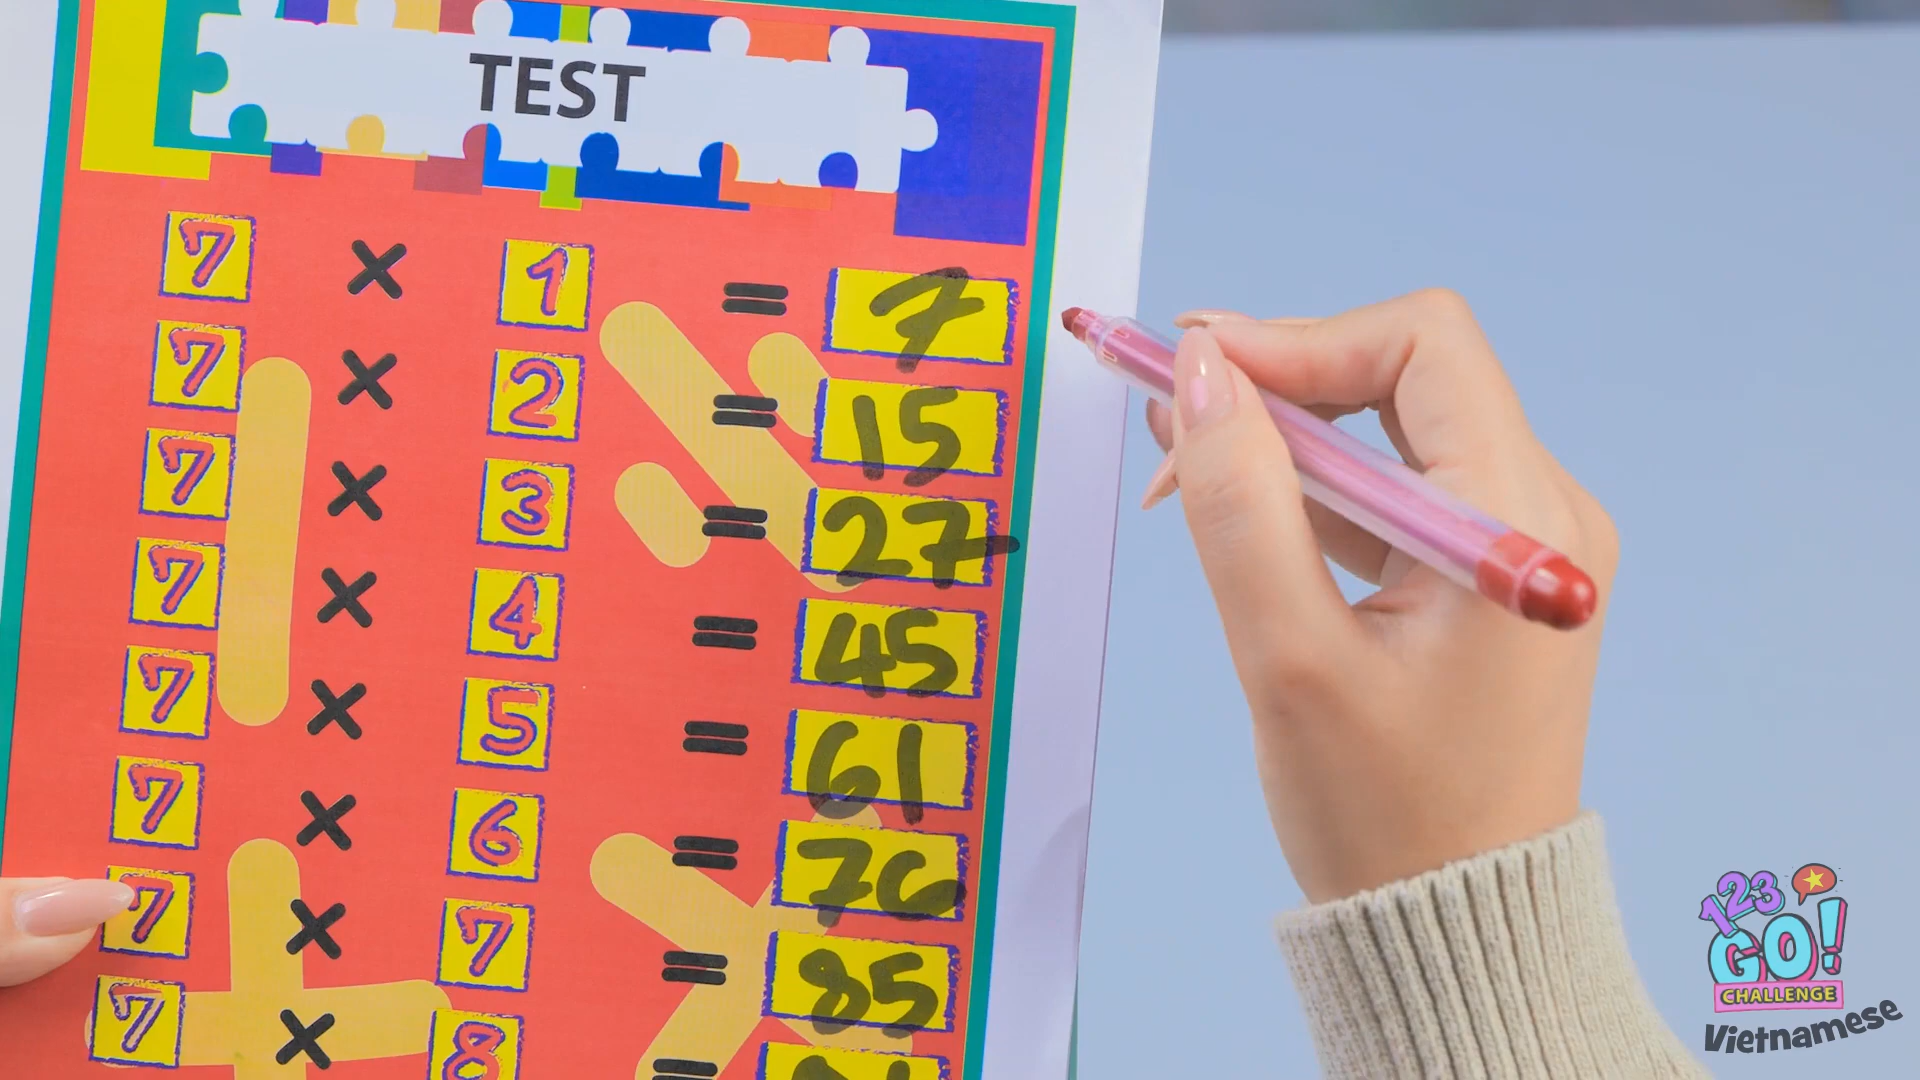 TEST
7 × 1 = 7
7 × 2 = 15
7 × 3 = 27
7 × 4 = 45
7 × 5 = 61
7 × 6 = 76
7 × 7 = 85
7 × 8 =
123
GO!
CHALLENGE
Vietnamese